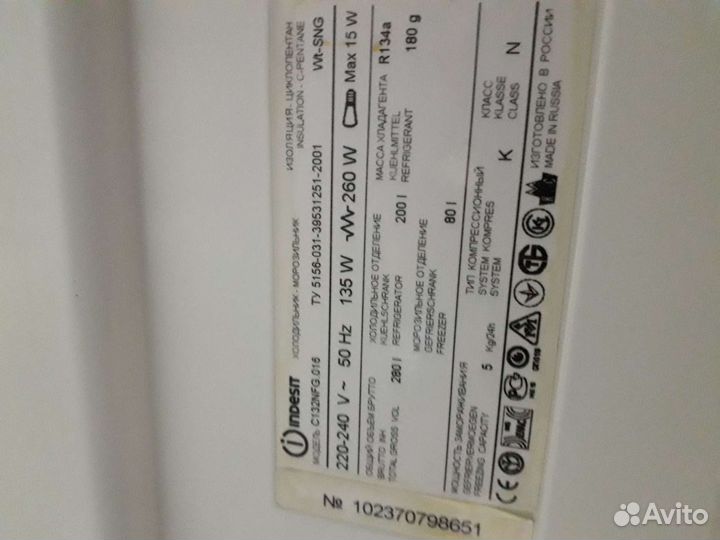 INDESIT
ХОЛОДИЛЬНИК - МОРОЗИЛЬНИК
ИЗОЛЯЦИЯ - ЦИКЛОПЕНТАН
INSULATION - C-PENTANE
МОДЕЛЬ C132NFG.016
ТУ 5156-031-39531251-2001
Wt-SNG
220-240 V ~ 50 Hz 135 W 260 W Max 15 W
ОБЩИЙ ОБЪЕМ БРУТТО
BRUTTO INH
TOTAL GROSS VOL
280 l
ХОЛОДИЛЬНОЕ ОТДЕЛЕНИЕ
KUEHLSCHRANK
REFRIGERATOR
200 l
МАССА ХЛАДАГЕНТА
KUEHLMITTEL
REFRIGERANT
R134a
180 g
МОРОЗИЛЬНОЕ ОТДЕЛЕНИЕ
GEFRIERSCHRANK
FREEZER
80 l
МОЩНОСТЬ ЗАМОРАЖИВАНИЯ
GEFRIERVERMOEGEN
FREEZING CAPACITY
5 Kg/24h
ТИП КОМПРЕССИОННЫЙ
SYSTEM KOMPRES
SYSTEM
K
КЛАСС
KLASSE
CLASS
N
CE
ИЗГОТОВЛЕНО В РОССИИ
MADE IN RUSSIA
№ 102370798651
Avito